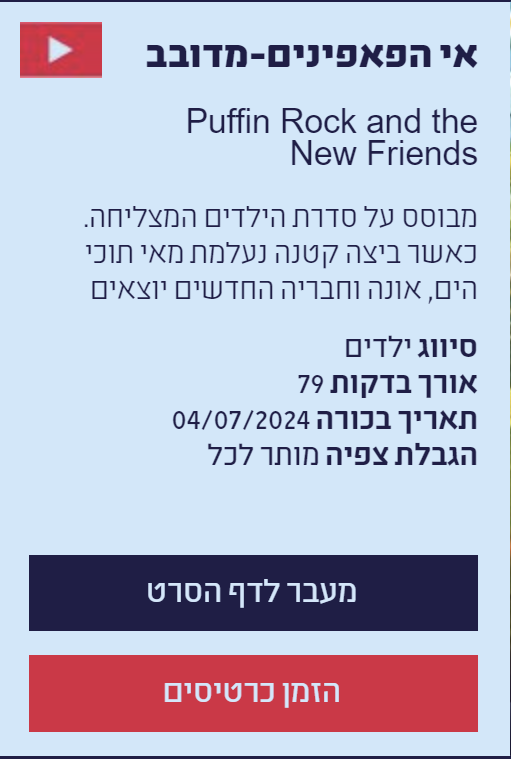 אי הפאפינים-מדובב
Puffin Rock and the
New Friends
מבוסס על סדרת הילדים המצליחה.
כאשר ביצה קטנה נעלמת מאי תוכי
הים, אונה וחבריה החדשים יוצאים
סיווג ילדים
אורך בדקות 79
תאריך בכורה 04/07/2024
הגבלת צפיה מותר לכל
מעבר לדף הסרט
הזמן כרטיסים